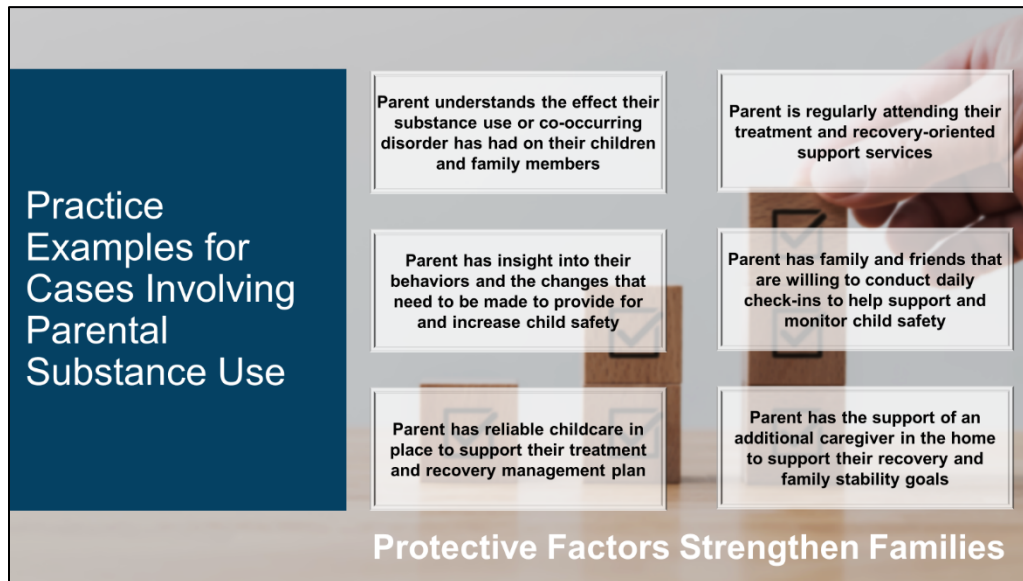 Practice
Examples for
Cases Involving
Parental
Substance Use
Parent understands the effect their
substance use or co-occurring
disorder has had on their children
and family members
Parent is regularly attending their
treatment and recovery-oriented
support services
Parent has insight into their
behaviors and the changes that
need to be made to provide for
and increase child safety
Parent has family and friends that
are willing to conduct daily
check-ins to help support and
monitor child safety
Parent has reliable childcare in
place to support their treatment
and recovery management plan
Parent has the support of an
additional caregiver in the home
to support their recovery and
family stability goals
Protective Factors Strengthen Families